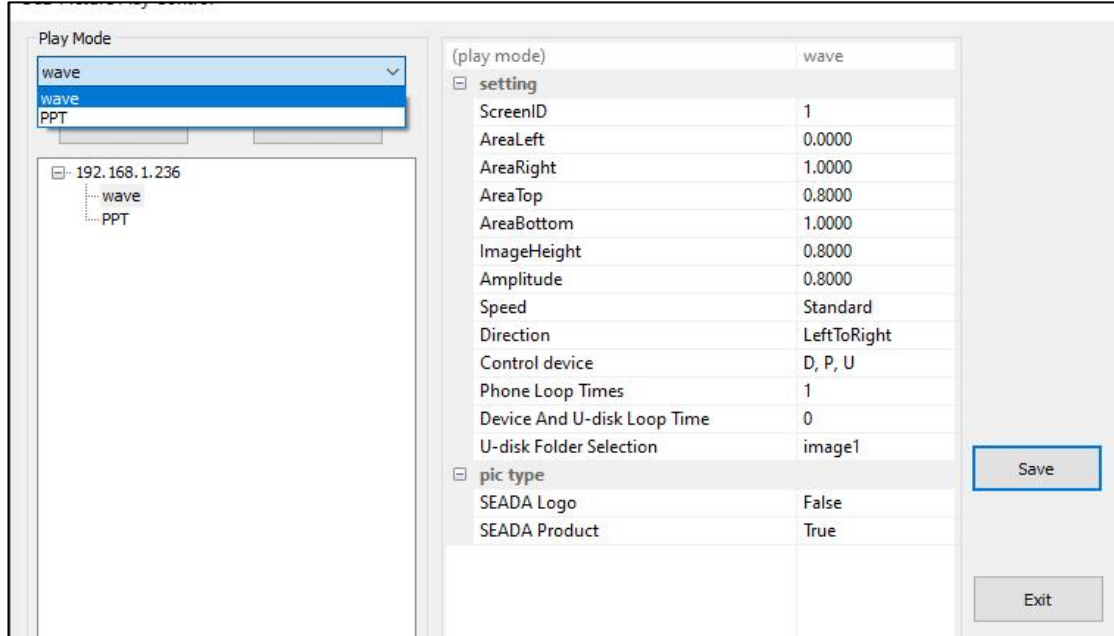 Play Mode
wave
wave
PPT
192.168.1.236
wave
PPT
(play mode) wave
setting
ScreenID 1
AreaLeft 0.0000
AreaRight 1.0000
AreaTop 0.8000
AreaBottom 1.0000
ImageHeight 0.8000
Amplitude 0.8000
Speed Standard
Direction LeftToRight
Control device D, P, U
Phone Loop Times 1
Device And U-disk Loop Time 0
U-disk Folder Selection image1
pic type
SEADA Logo False
SEADA Product True
Save
Exit